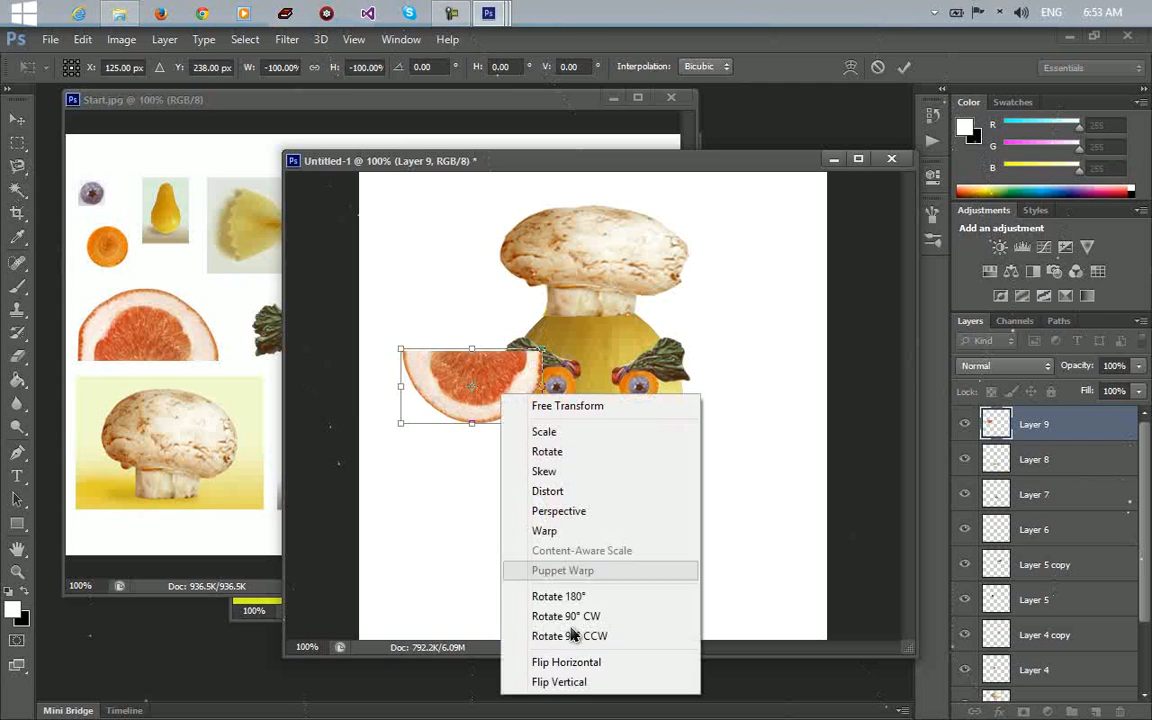 ENG
6:53 AM
Ps
File Edit Image Layer Type Select Filter 3D View Window Help
X: 125.00 px Y: 238.00 px W: -100.00% H: -100.00% 0.00 ° H: 0.00 ° V: 0.00 ° Interpolation: Bicubic Essentials
Start.jpg @ 100% (RGB/8)
Untitled-1 @ 100% (Layer 9, RGB/8) *
Color Swatches
R 255
G 255
B 255
Adjustments Styles
Add an adjustment
Layers Channels Paths
Kind
Normal Opacity: 100%
Lock: Fill: 100%
Layer 9
Layer 8
Layer 7
Layer 6
Layer 5 copy
Layer 5
Layer 4 copy
Layer 4
Free Transform
Scale
Rotate
Skew
Distort
Perspective
Warp
Content-Aware Scale
Puppet Warp
Rotate 180°
Rotate 90° CW
Rotate CCW
Flip Horizontal
Flip Vertical
100% Doc: 936.5K/936.5K
100%
100% Doc: 792.2K/6.09M
Mini Bridge Timeline